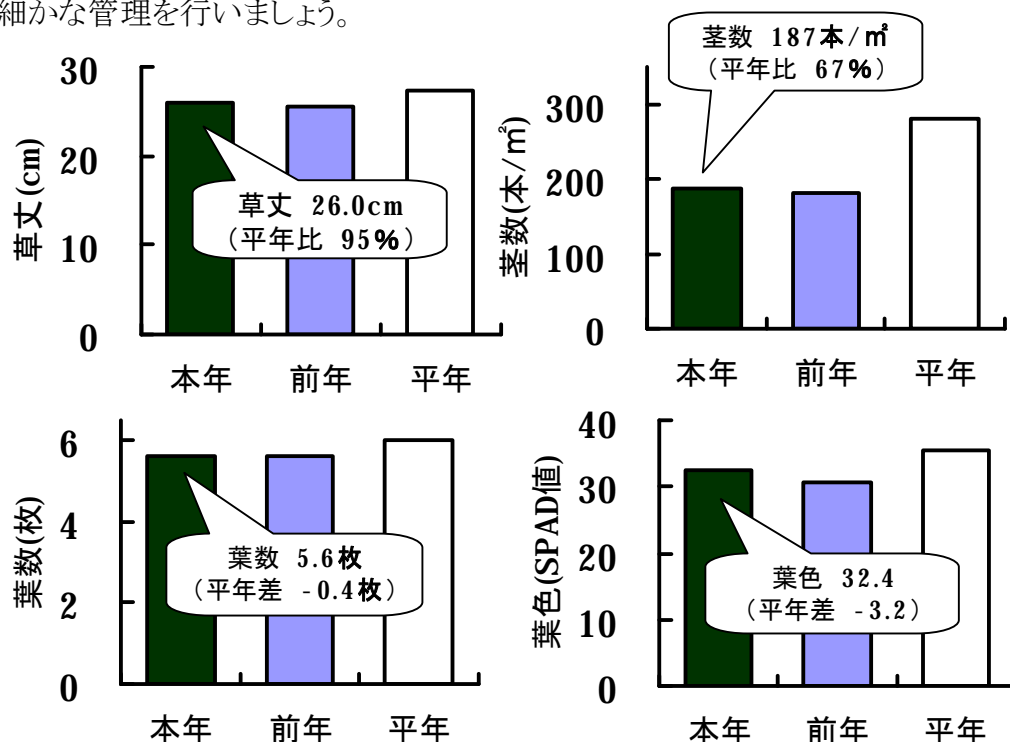 細かな管理を行いましょう。
30
20
10
0
草丈(cm)
草丈 26.0cm
（平年比 95%）
本年 前年 平年
茎数 187本/㎡
（平年比 67%）
300
200
100
0
茎数(本/㎡)
本年 前年 平年
6
4
2
0
葉数(枚)
葉数 5.6枚
（平年差 -0.4枚）
本年 前年 平年
40
30
20
10
0
葉色(SPAD値)
葉色 32.4
（平年差 -3.2）
本年 前年 平年